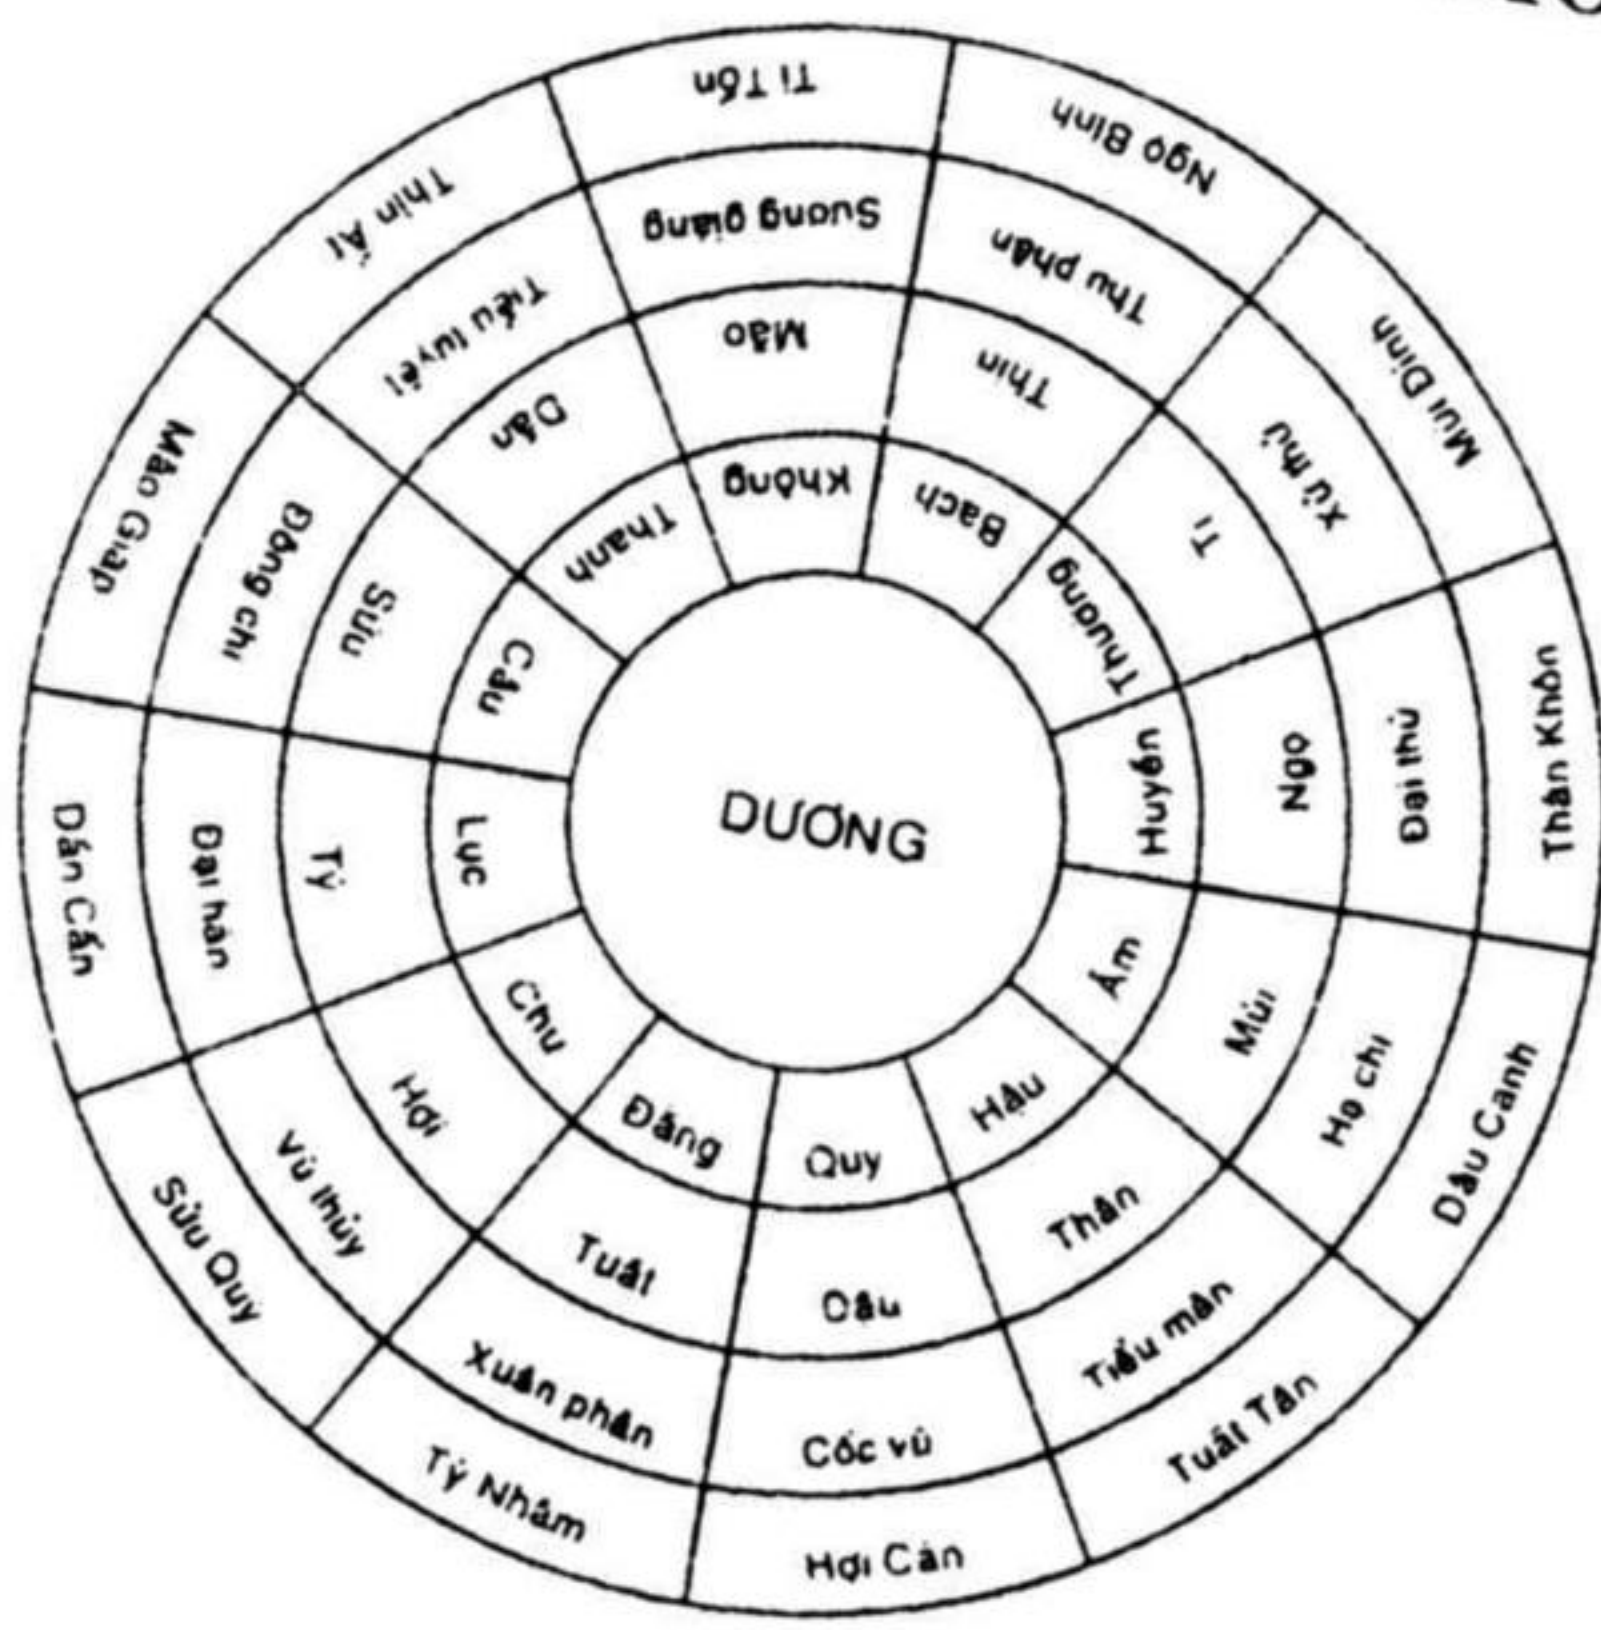 DƯƠNG
Quy
Dậu
Cốc vũ
Hợi Càn
Đằng
Tuất
Xuân phân
Tý Nhâm
Chu
Hợi
Vũ thủy
Sửu Quý
Lục
Tý
Đại hàn
Dần Cấn
Câu
Sửu
Đông chí
Mão Giáp
Thanh
Dần
Tiểu tuyết
Thìn Ất
Không
Mão
Sương giáng
Tị Tốn
Bạch
Thìn
Thu phân
Ngọ Bính
Thường
Tị
Xử thử
Mùi Đinh
Huyền
Ngọ
Đại thử
Thân Khôn
Âm
Mùi
Hạ chí
Dậu Canh
Hậu
Thân
Tiểu mãn
Tuất Tân